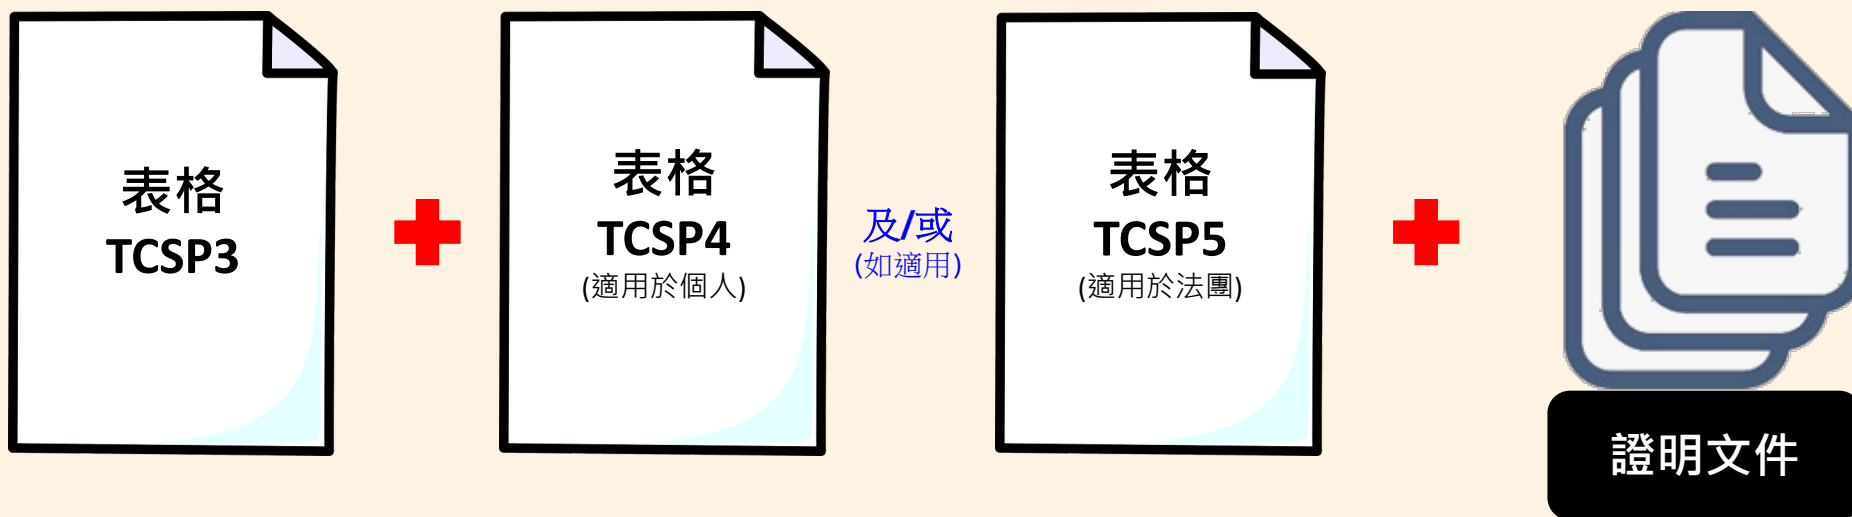 表格
TCSP3
表格
TCSP4
(適用於個人)
及/或
(如適用)
表格
TCSP5
(適用於法團)
證明文件